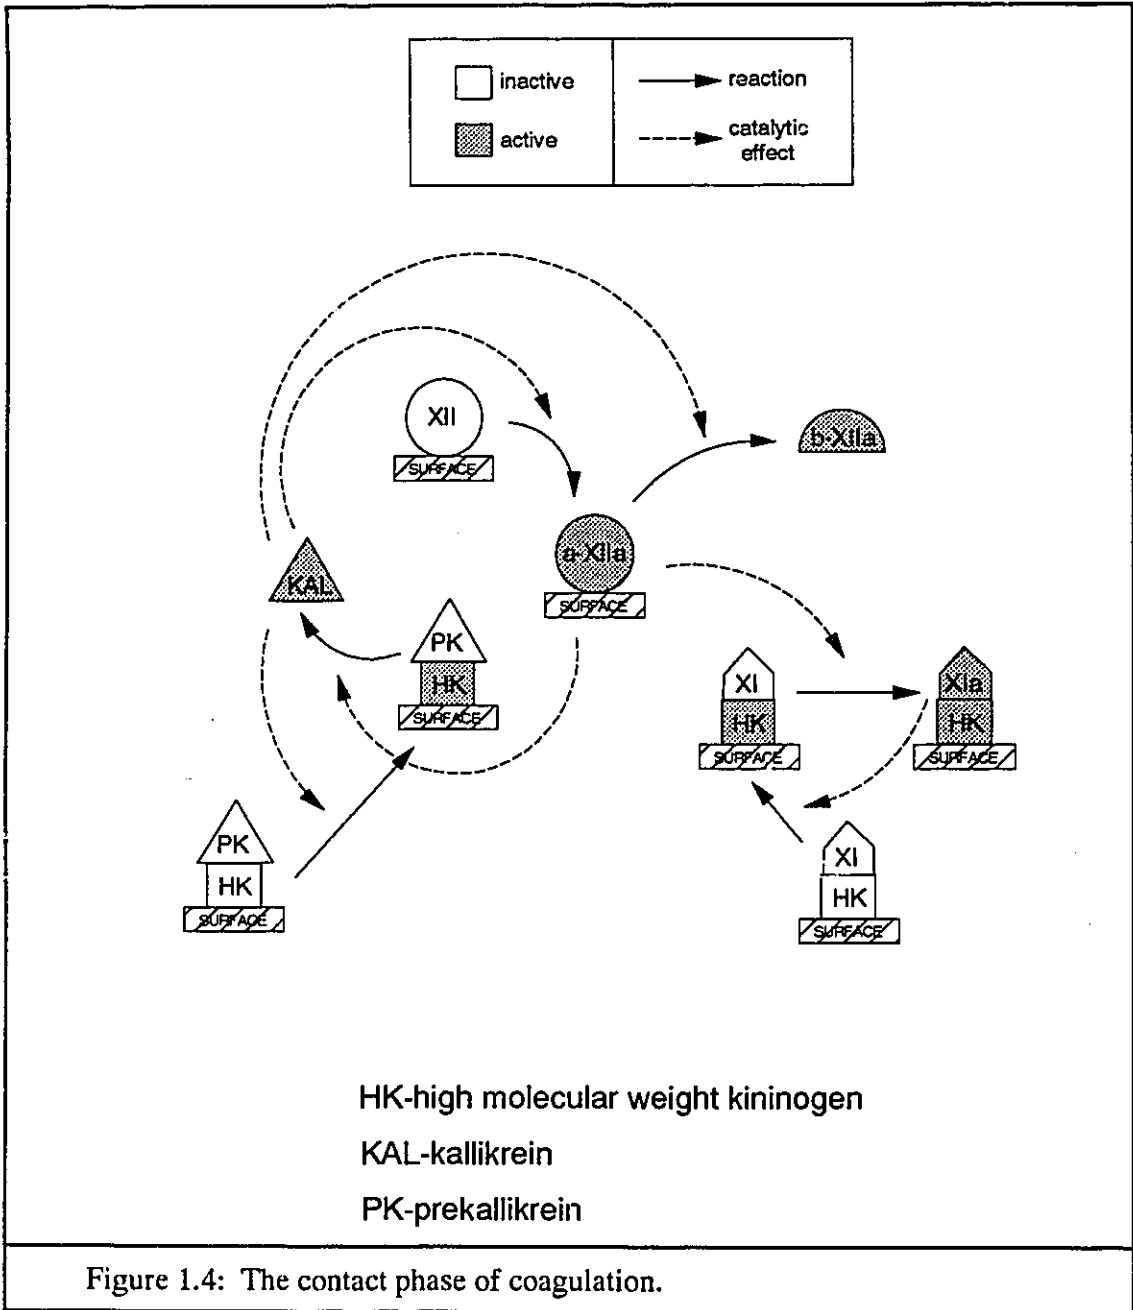 inactive
reaction
active
catalytic
effect
XII
SURFACE
b-XIIa
a-XIIa
SURFACE
KAL
PK
HK
SURFACE
XI
HK
SURFACE
XIa
HK
SURFACE
PK
HK
SURFACE
XI
HK
SURFACE
HK-high molecular weight kininogen
KAL-kallikrein
PK-prekallikrein
Figure 1.4: The contact phase of coagulation.